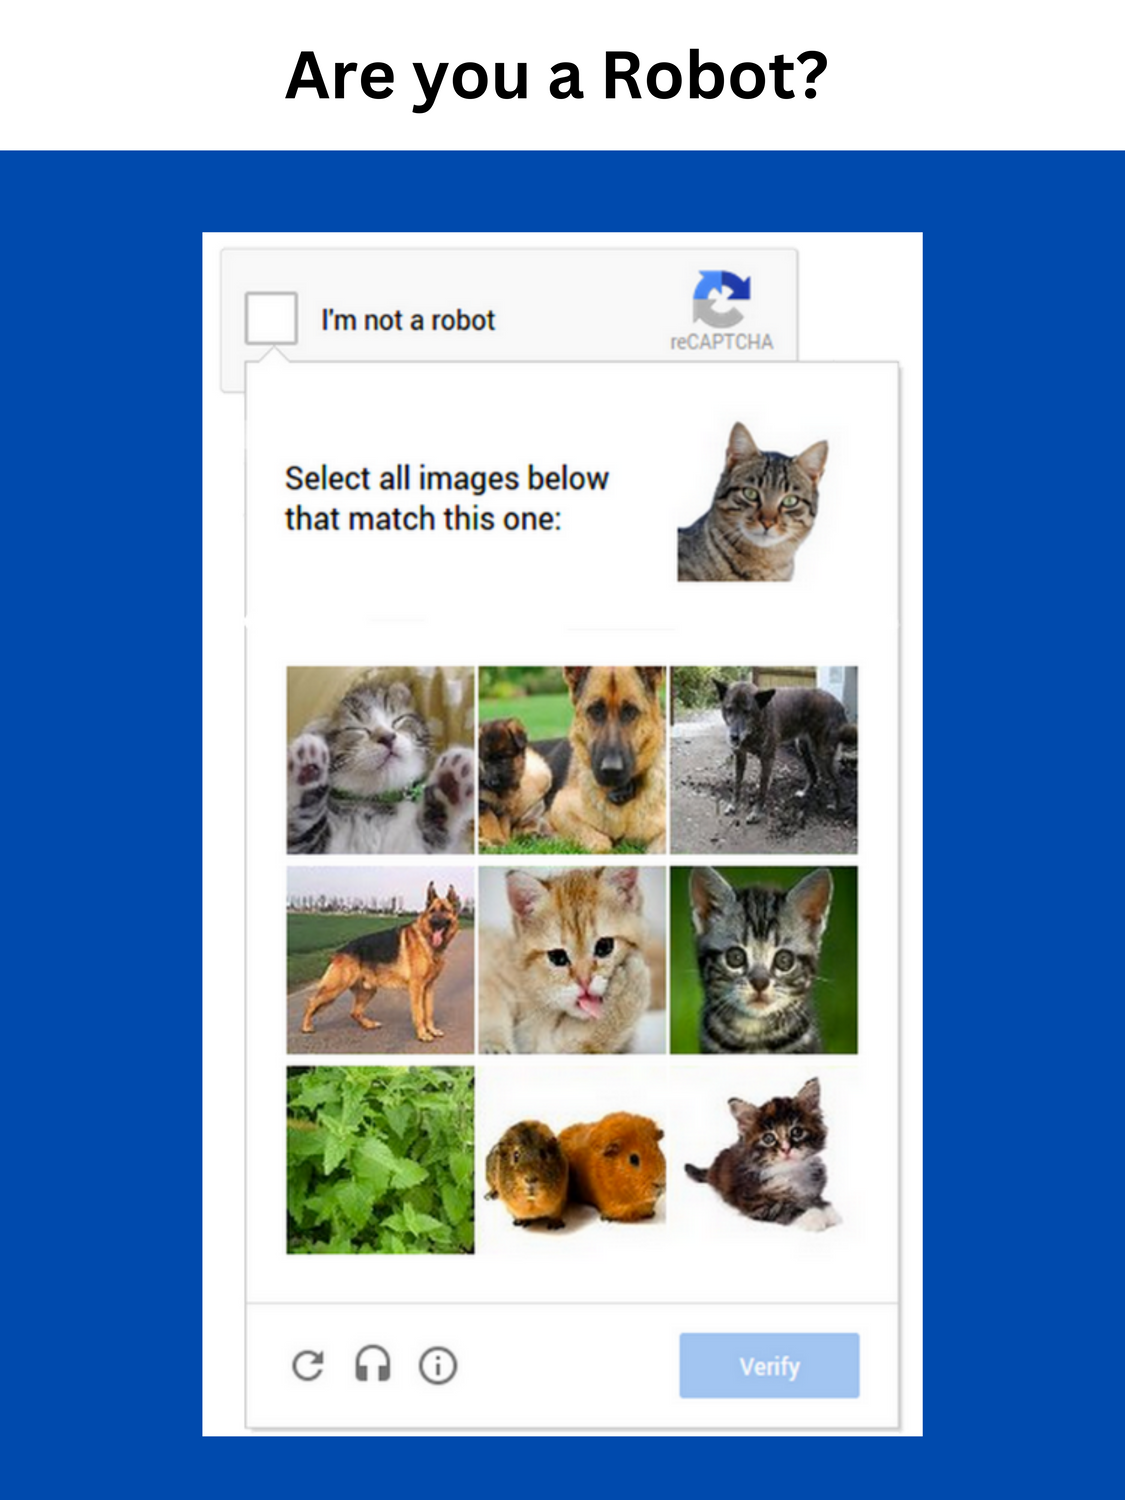 Are you a Robot?
I'm not a robot
reCAPTCHA
Select all images below
that match this one:
Verify